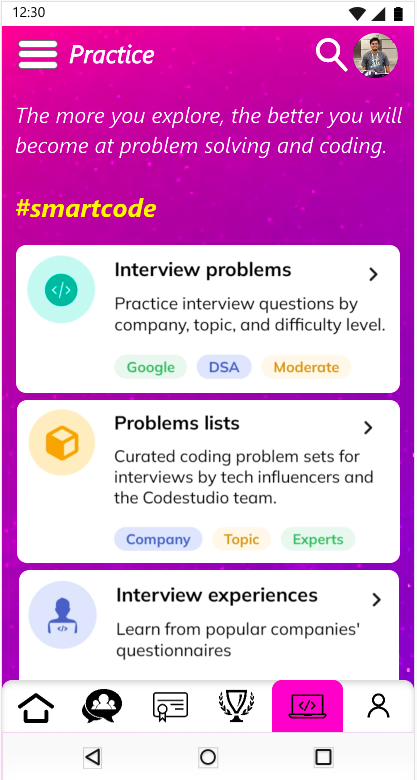 12:30
Practice
The more you explore, the better you will
become at problem solving and coding.
#smartcode
Interview problems
Practice interview questions by
company, topic, and difficulty level.
Google DSA Moderate
Problems lists
Curated coding problem sets for
interviews by tech influencers and
the Codestudio team.
Company Topic Experts
Interview experiences
Learn from popular companies'
questionnaires